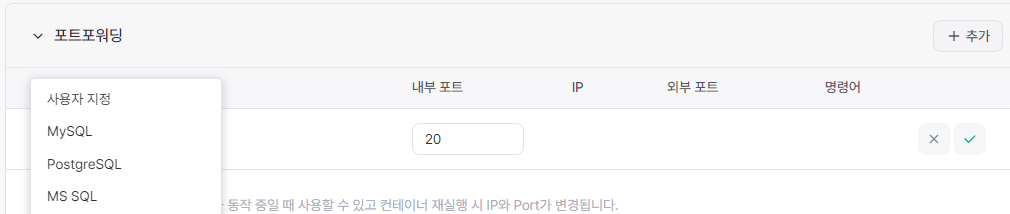 포트포워딩
추가
내부 포트 IP 외부 포트 명령어
사용자 지정
MySQL
20
PostgreSQL
MS SQL
동작 중일 때 사용할 수 있고 컨테이너 재실행 시 IP와 Port가 변경됩니다.